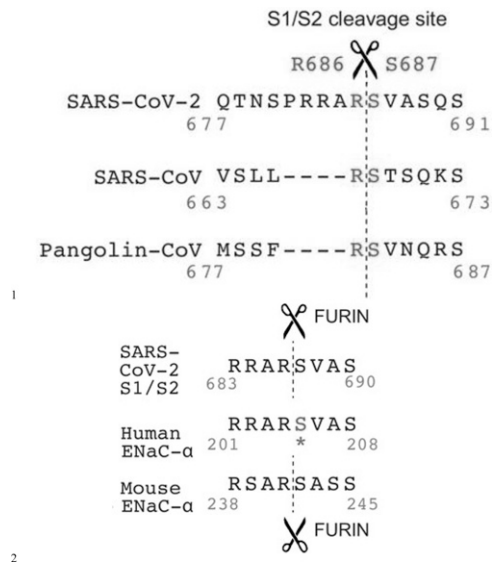 S1/S2 cleavage site
R686 S687
SARS-CoV-2 QTNSPRRARSVASQS
677 691
SARS-CoV VSLL----RSTSQKS
663 673
Pangolin-CoV MSSF----RSVNQRS
677 687
1
FURIN
SARS-
CoV-2
S1/S2
RRARSVAS
683 690
Human
ENaC-α
RRARSVAS
201 * 208
Mouse
ENaC-α
RSARSASS
238 245
FURIN
2